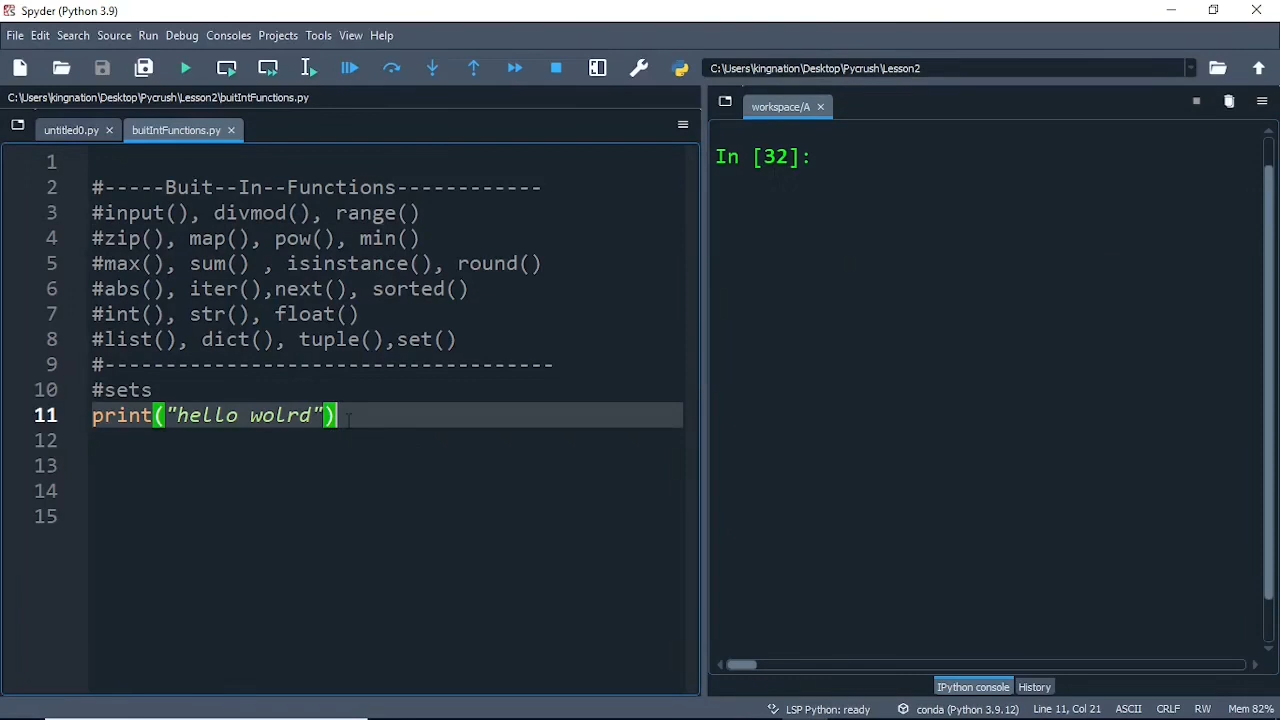 Spyder (Python 3.9)
File Edit Search Source Run Debug Consoles Projects Tools View Help
C:\Users\kingnation\Desktop\Pycrush\Lesson2
C:\Users\kingnation\Desktop\Pycrush\Lesson2\buitIntFunctions.py
workspace/A
untitled0.py buitIntFunctions.py
In [32]:
1
2 #-----Buit--In--Functions------------
3 #input(), divmod(), range()
4 #zip(), map(), pow(), min()
5 #max(), sum() , isinstance(), round()
6 #abs(), iter(),next(), sorted()
7 #int(), str(), float()
8 #list(), dict(), tuple(),set()
9 #--------------------------------------
10 #sets
11 print("hello wolrd")
12
13
14
15
IPython console History
LSP Python: ready conda (Python 3.9.12) Line 11, Col 21 ASCII CRLF RW Mem 82%